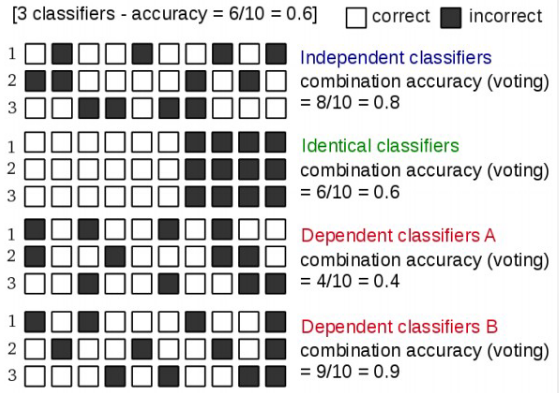 [3 classifiers - accuracy = 6/10 = 0.6] correct incorrect
1
2
3
Independent classifiers
combination accuracy (voting)
= 8/10 = 0.8
1
2
3
Identical classifiers
combination accuracy (voting)
= 6/10 = 0.6
1
2
3
Dependent classifiers A
combination accuracy (voting)
= 4/10 = 0.4
1
2
3
Dependent classifiers B
combination accuracy (voting)
= 9/10 = 0.9